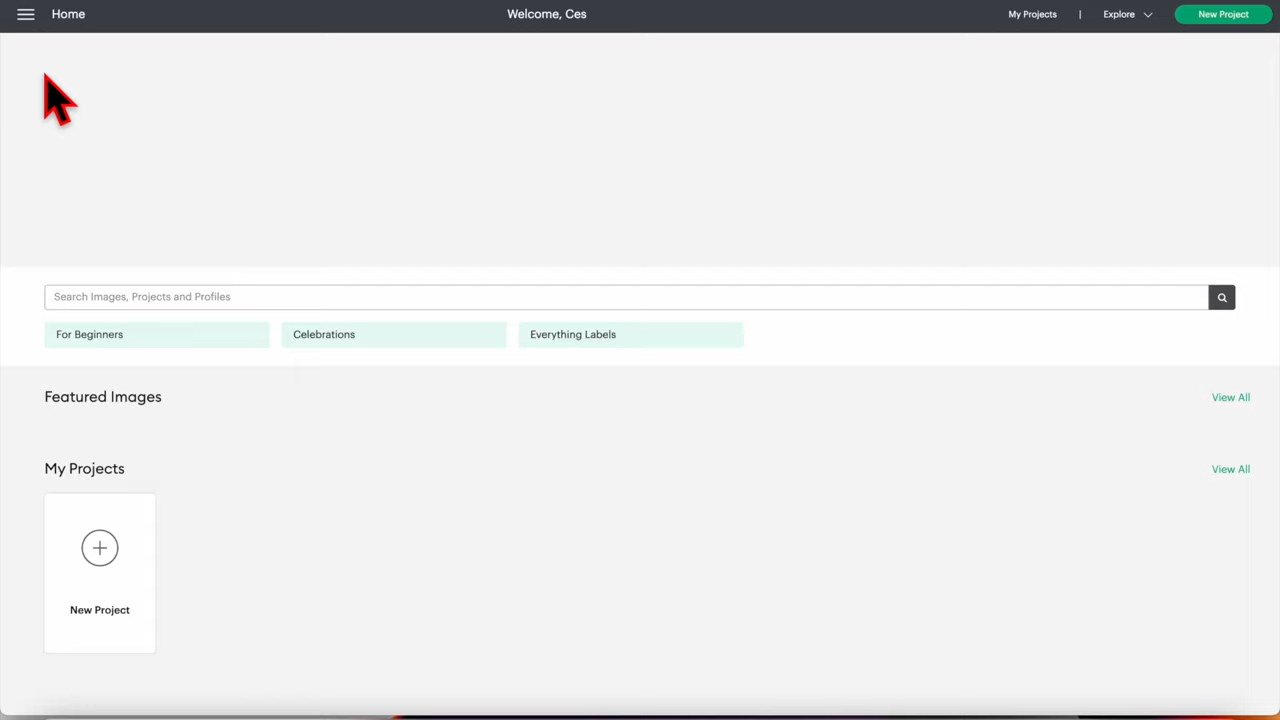 Home
Welcome, Ces
My Projects | Explore
New Project
Search Images, Projects and Profiles
For Beginners
Celebrations
Everything Labels
Featured Images
View All
My Projects
View All
New Project